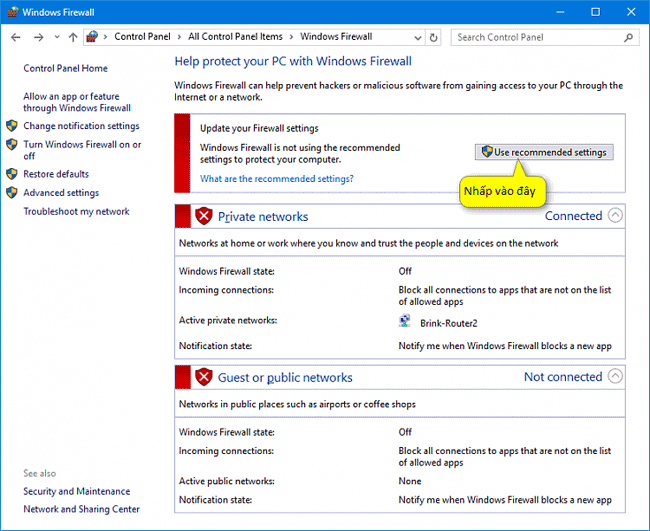 Windows Firewall
Control Panel > All Control Panel Items > Windows Firewall
Search Control Panel
Control Panel Home
Allow an app or feature
through Windows Firewall
Change notification settings
Turn Windows Firewall on or
off
Restore defaults
Advanced settings
Troubleshoot my network
See also
Security and Maintenance
Network and Sharing Center
Help protect your PC with Windows Firewall
Windows Firewall can help prevent hackers or malicious software from gaining access to your PC through the
Internet or a network.
Update your Firewall settings
Windows Firewall is not using the recommended
settings to protect your computer.
What are the recommended settings?
Use recommended settings
Nhấp vào đây
Private networks Connected
Networks at home or work where you know and trust the people and devices on the network
Windows Firewall state: Off
Incoming connections: Block all connections to apps that are not on the list
of allowed apps
Active private networks: Brink-Router2
Notification state: Notify me when Windows Firewall blocks a new app
Guest or public networks Not connected
Networks in public places such as airports or coffee shops
Windows Firewall state: Off
Incoming connections: Block all connections to apps that are not on the list
of allowed apps
Active public networks: None
Notification state: Notify me when Windows Firewall blocks a new app